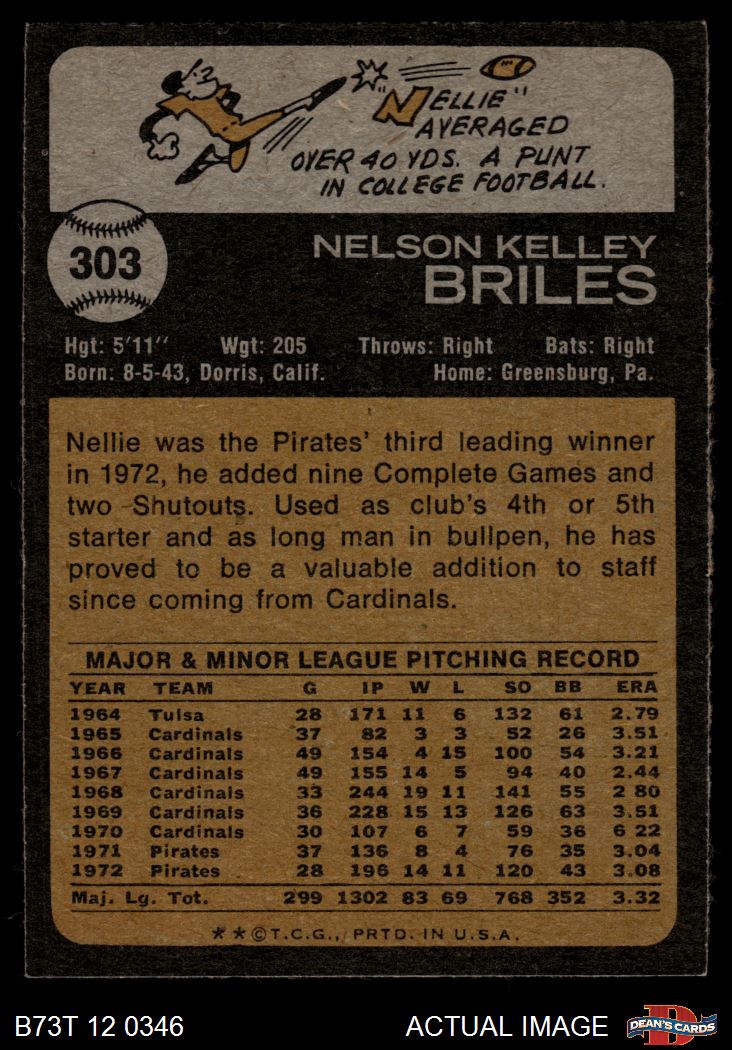 "NELLIE"
AVERAGED
OVER 40 YDS. A PUNT
IN COLLEGE FOOTBALL.
303
NELSON KELLEY
BRILES
Hgt: 5'11" Wgt: 205 Throws: Right Bats: Right
Born: 8-5-43, Dorris, Calif. Home: Greensburg, Pa.
Nellie was the Pirates' third leading winner
in 1972, he added nine Complete Games and
two Shutouts. Used as club's 4th or 5th
starter and as long man in bullpen, he has
proved to be a valuable addition to staff
since coming from Cardinals.
MAJOR & MINOR LEAGUE PITCHING RECORD
YEAR TEAM G IP W L SO BB ERA
1964 Tulsa 28 171 11 6 132 61 2.79
1965 Cardinals 37 82 3 3 52 26 3.51
1966 Cardinals 49 154 4 15 100 54 3.21
1967 Cardinals 49 155 14 5 94 40 2.44
1968 Cardinals 33 244 19 11 141 55 2 80
1969 Cardinals 36 228 15 13 126 63 3.51
1970 Cardinals 30 107 6 7 59 36 6 22
1971 Pirates 37 136 8 4 76 35 3.04
1972 Pirates 28 196 14 11 120 43 3.08
Maj. Lg. Tot. 299 1302 83 69 768 352 3.32
**©T.C.G., PRTD. IN U.S.A.
B73T 12 0346 ACTUAL IMAGE DEAN'S CARDS